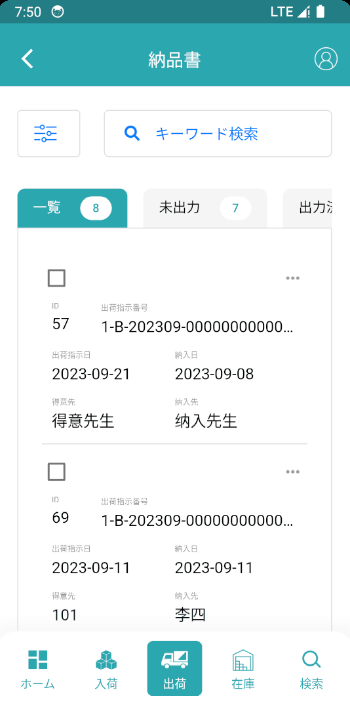 7:50 LTE
納品書
キーワード検索
一覧 8 未出力 7 出力
ID 出荷指示番号
57 1-B-202309-00000000000...
出荷指示日 納入日
2023-09-21 2023-09-08
得意先 納入先
得意先生 納入先生
ID 出荷指示番号
69 1-B-202309-00000000000...
出荷指示日 納入日
2023-09-11 2023-09-11
得意先 納入先
101 李四
ホーム 入荷 出荷 在庫 検索